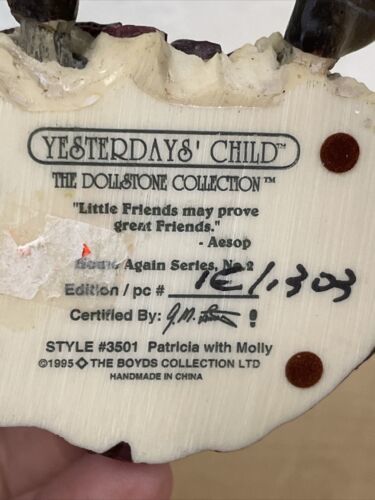 YESTERDAYS' CHILD™
THE DOLLSTONE COLLECTION™
"Little Friends may prove
great Friends."
- Aesop
Again Series, No.2
Edition / pc # 1E/1303
Certified By:
STYLE #3501 Patricia with Molly
©1995 THE BOYDS COLLECTION LTD
HANDMADE IN CHINA